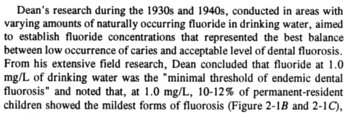 Dean's research during the 1930s and 1940s, conducted in areas with
varying amounts of naturally occurring fluoride in drinking water, aimed
to establish fluoride concentrations that represented the best balance
between low occurrence of caries and acceptable level of dental fluorosis.
From his extensive field research, Dean concluded that fluoride at 1.0
mg/L of drinking water was the "minimal threshold of endemic dental
fluorosis" and noted that, at 1.0 mg/L, 10-12% of permanent-resident
children showed the mildest forms of fluorosis (Figure 2-1B and 2-1C),